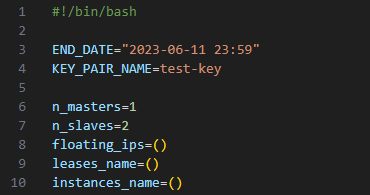 1 #!/bin/bash
2
3 END_DATE="2023-06-11 23:59"
4 KEY_PAIR_NAME=test-key
5
6 n_masters=1
7 n_slaves=2
8 floating_ips=()
9 leases_name=()
10 instances_name=()